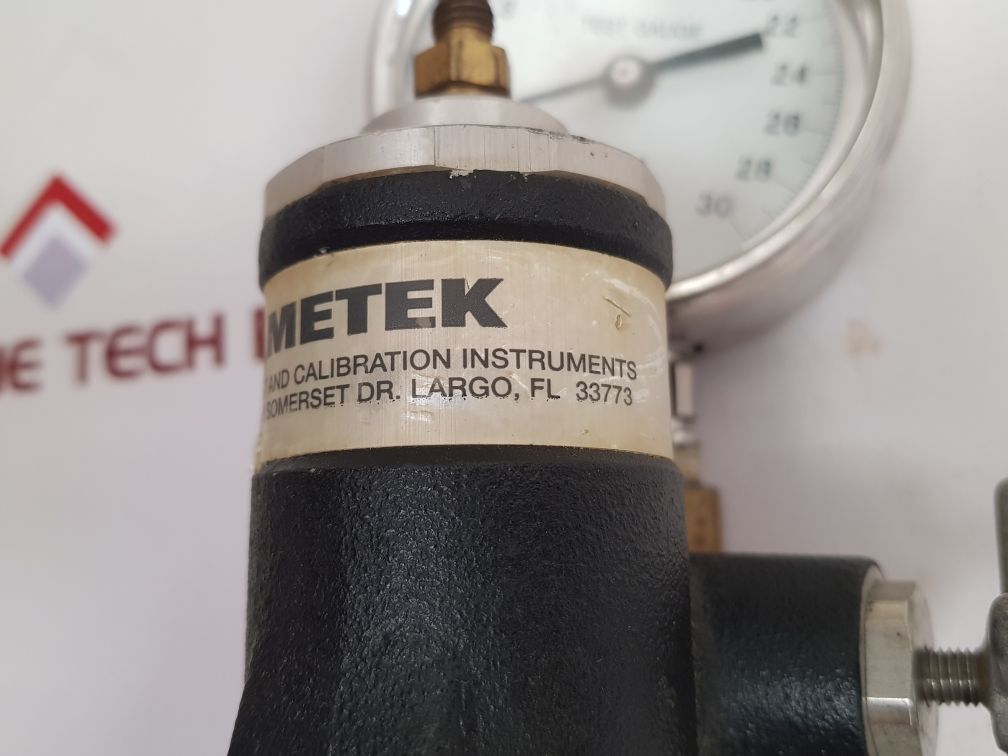 TEST GAUGE
22
24
26
28
30
METEK
AND CALIBRATION INSTRUMENTS
SOMERSET DR. LARGO, FL 33773
TECH